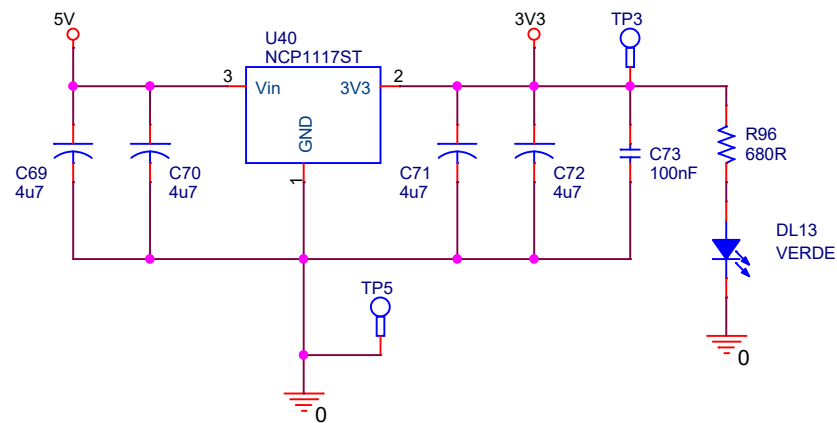 5V
3V3
TP3
U40
NCP1117ST
3
Vin
3V3
2
GND
1
C69
4u7
C70
4u7
C71
4u7
C72
4u7
C73
100nF
R96
680R
DL13
VERDE
TP5
0
0